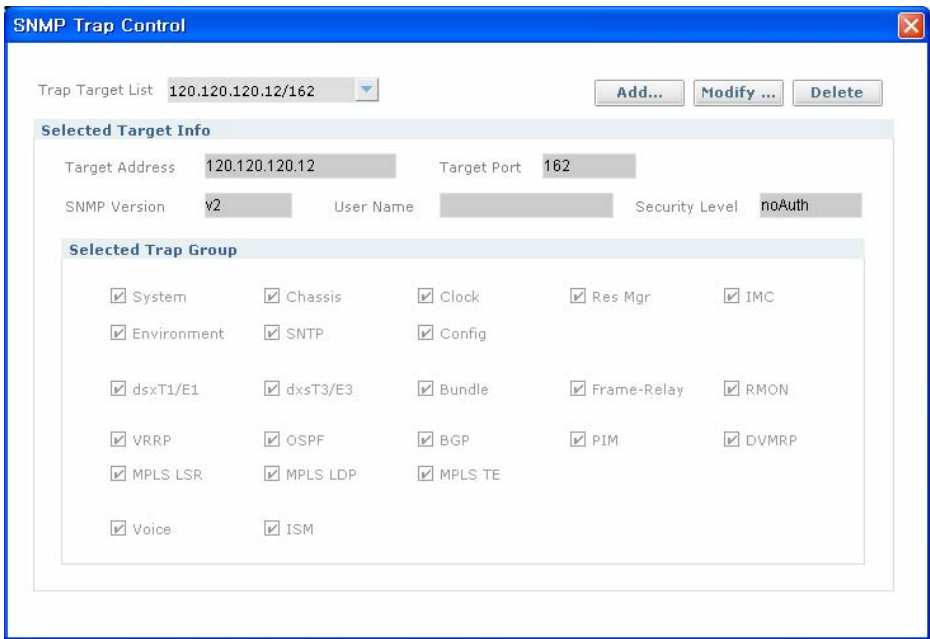 SNMP Trap Control
Trap Target List 120.120.120.12/162 Add... Modify ... Delete
Selected Target Info
Target Address 120.120.120.12 Target Port 162
SNMP Version v2 User Name Security Level noAuth
Selected Trap Group
System Chassis Clock Res Mgr IMC
Environment SNTP Config
dsxT1/E1 dxsT3/E3 Bundle Frame-Relay RMON
VRRP OSPF BGP PIM DVMRP
MPLS LSR MPLS LDP MPLS TE
Voice ISM